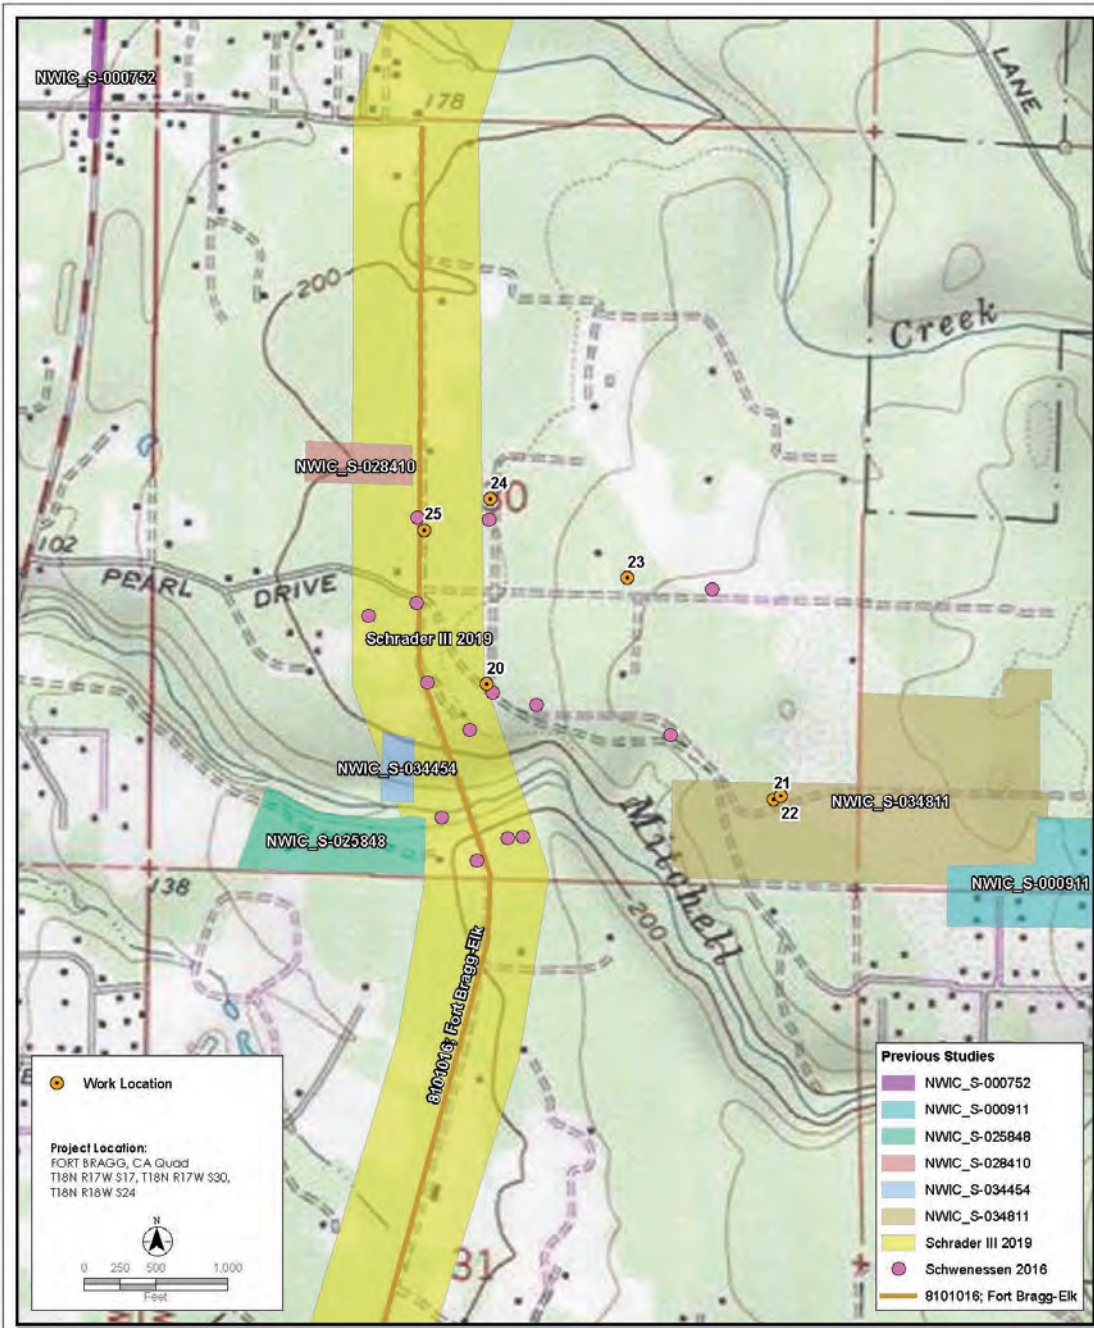 NWIC_S-000752
178
LANE
200
Creek
NWIC_S-028410
24
30
25
102
23
PEARL DRIVE
Schrader III 2019
20
NWIC_S-034454
21
22
NWIC_S-034811
NWIC_S-025848
Mitchell
NWIC_S-000911
138
200
8101016; Fort Bragg-Elk
31
Work Location
Project Location:
FORT BRAGG, CA Quad
T18N R17W S17, T18N R17W S30,
T18N R18W S24
N
0 250 500 1,000
Feet
Previous Studies
NWIC_S-000752
NWIC_S-000911
NWIC_S-025848
NWIC_S-028410
NWIC_S-034454
NWIC_S-034811
Schrader III 2019
Schwenessen 2016
8101016; Fort Bragg-Elk